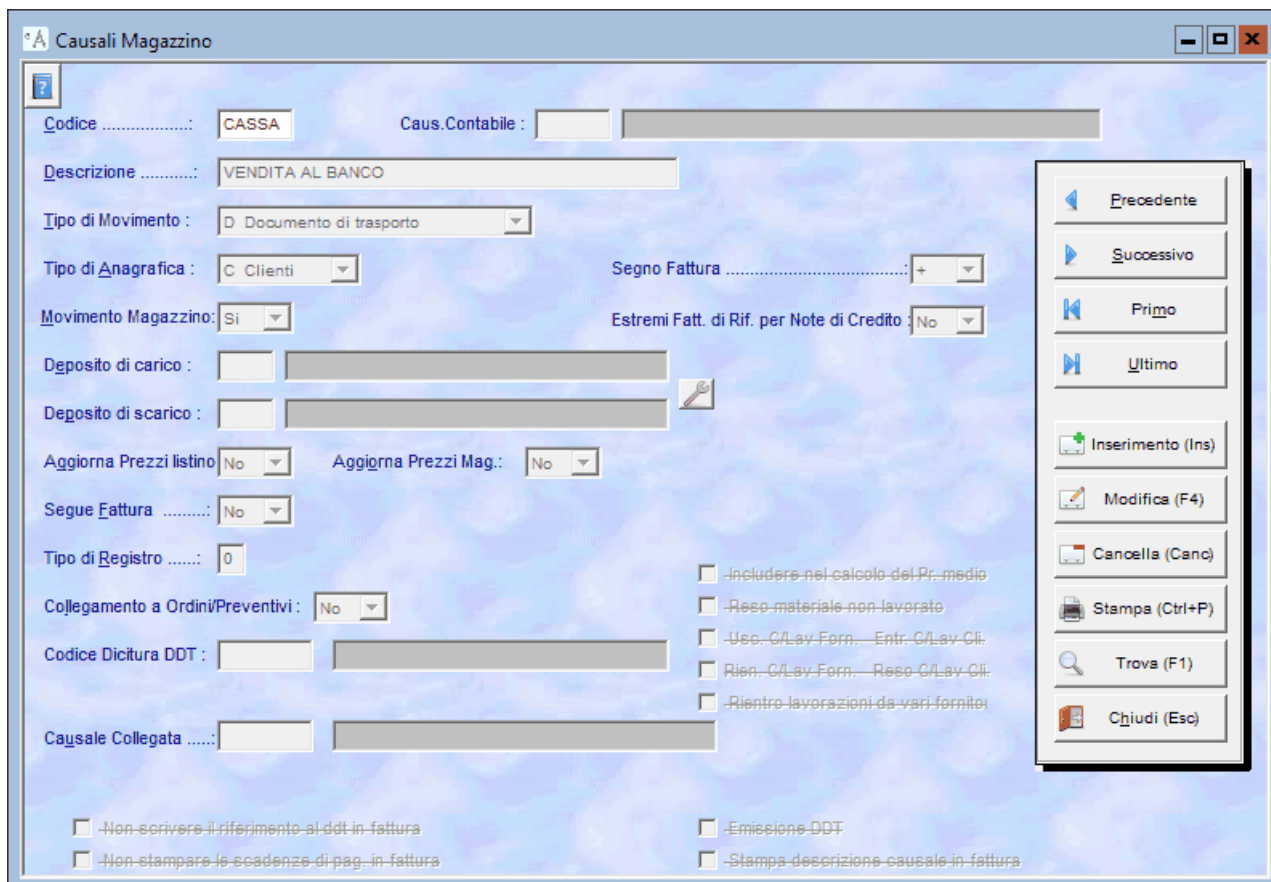 Causali Magazzino
Codice ..................: CASSA Caus.Contabile :
Descrizione ...........: VENDITA AL BANCO
Tipo di Movimento : D Documento di trasporto
Tipo di Anagrafica : C Clienti Segno Fattura ......................................: +
Movimento Magazzino: Si Estremi Fatt. di Rif. per Note di Credito : No
Deposito di carico :
Deposito di scarico :
Aggiorna Prezzi listino No Aggiorna Prezzi Mag.: No
Segue Fattura .........: No
Tipo di Registro ......: 0
Collegamento a Ordini/Preventivi : No
Codice Dicitura DDT :
Causale Collegata .....:
Includere nel calcolo del Pr. medio
Reso materiale non lavorato
Usc. C/Lav Forn. - Entr. C/Lav Cli.
Rien. C/Lav Forn. - Reso C/Lav Cli.
Rientro lavorazioni da vari fornitor
Non scrivere il riferimento al ddt in fattura
Non stampare le scadenze di pag. in fattura
Emissione DDT
Stampa descrizione causale in fattura
Precedente
Successivo
Primo
Ultimo
Inserimento (Ins)
Modifica (F4)
Cancella (Canc)
Stampa (Ctrl+P)
Trova (F1)
Chiudi (Esc)